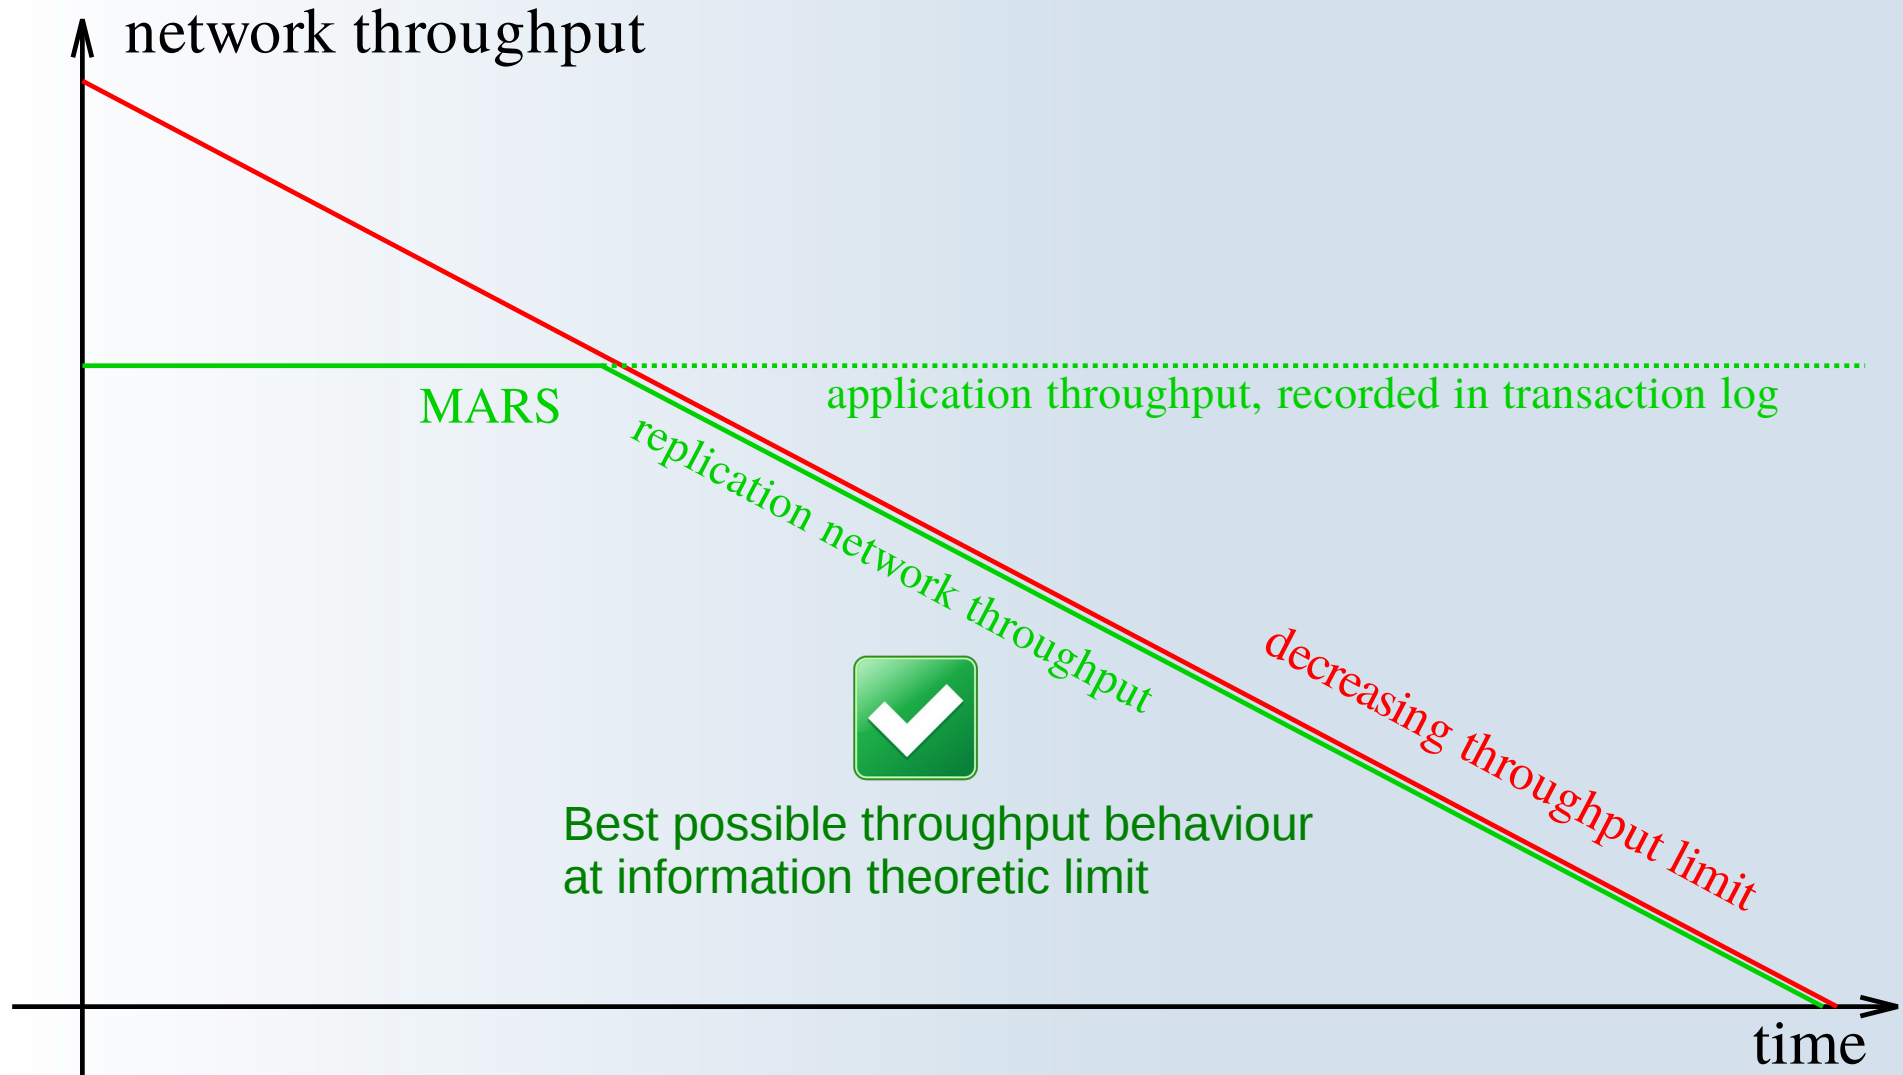 network throughput
MARS
application throughput, recorded in transaction log
replication network throughput
decreasing throughput limit
Best possible throughput behaviour
at information theoretic limit
time